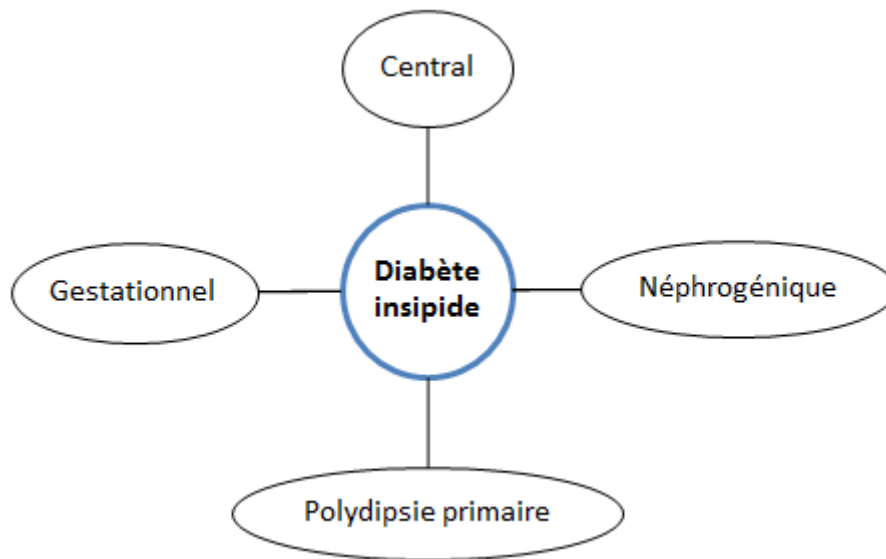 Central
Gestationnel
Diabète
insipide
Néphrogénique
Polydipsie primaire